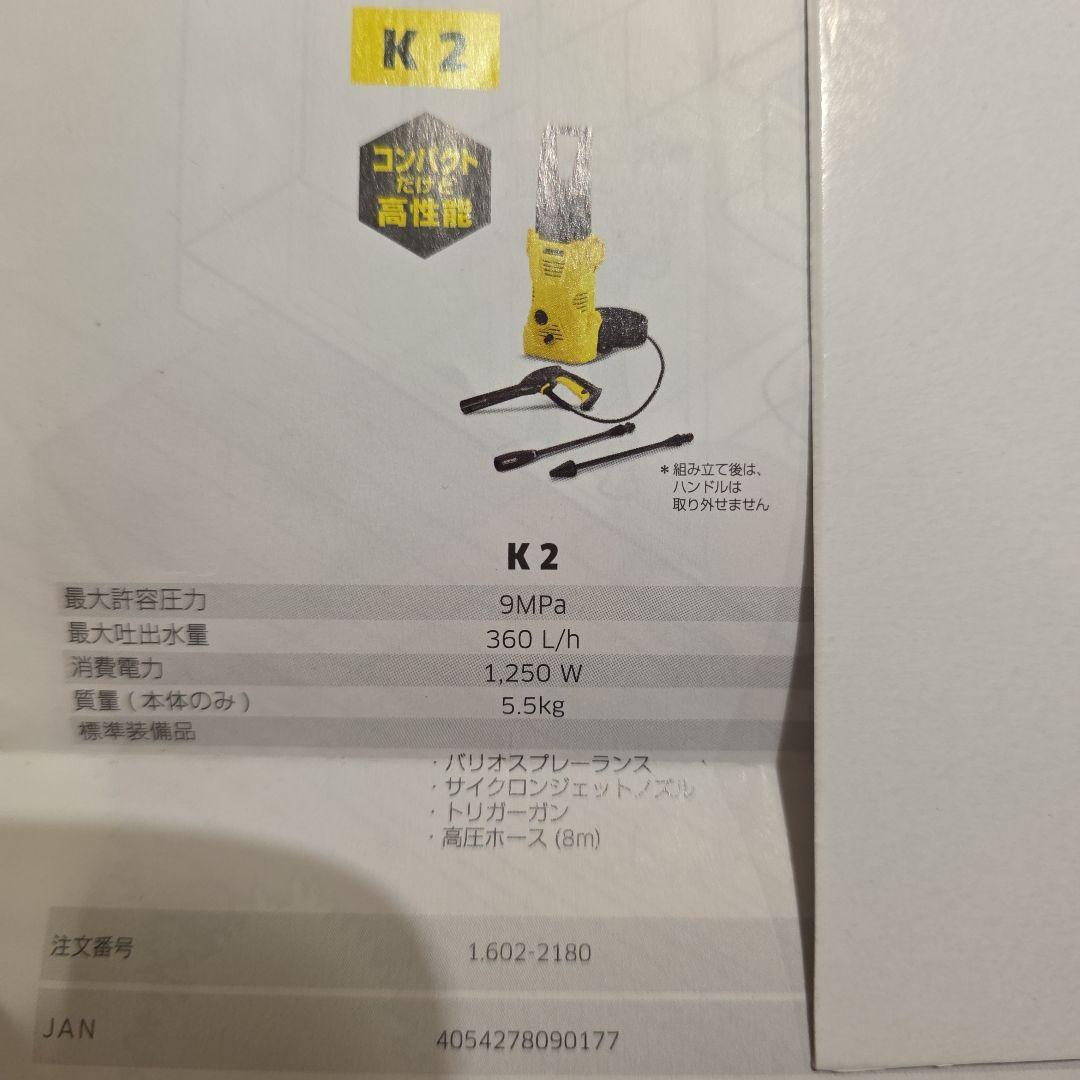 K 2
コンパクト
だけど
高性能
* 組み立て後は、
ハンドルは
取り外せません
K 2
最大許容圧力 9MPa
最大吐出水量 360 L/h
消費電力 1,250 W
質量 ( 本体のみ ) 5.5kg
標準装備品
・バリオスプレーランス
・サイクロンジェットノズル
・トリガーガン
・高圧ホース (8m)
注文番号 1.602-2180
JAN 4054278090177